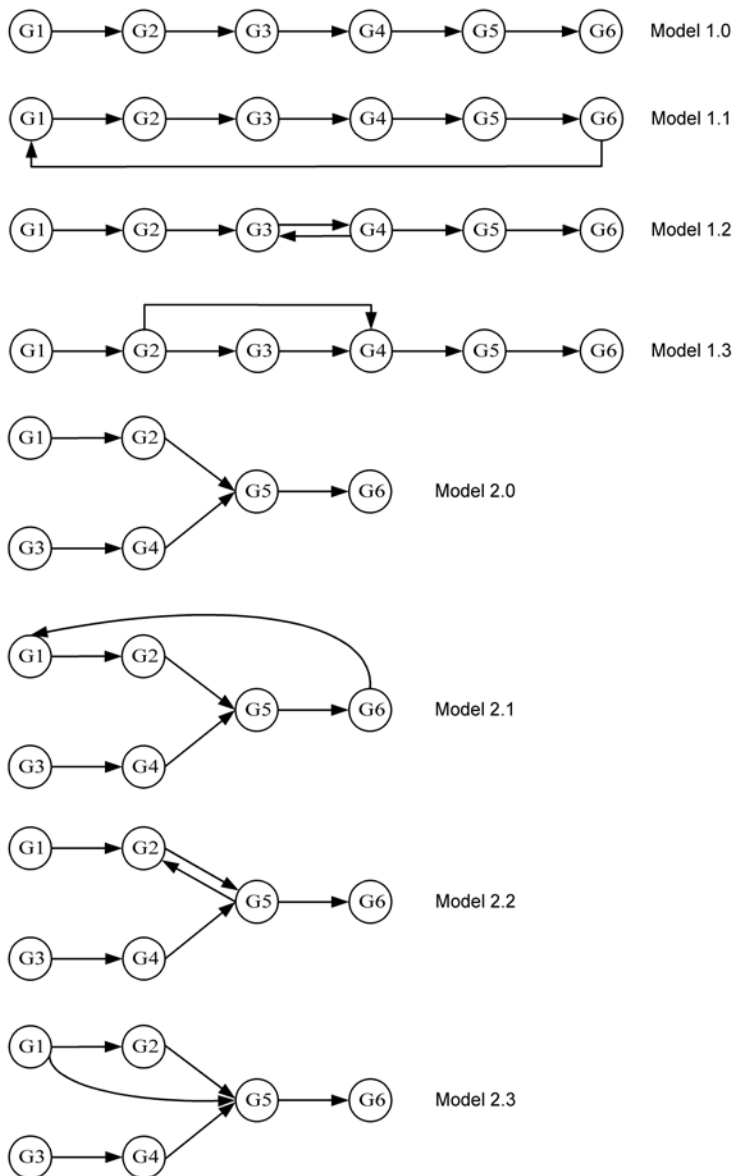 G1 G2 G3 G4 G5 G6 Model 1.0
G1 G2 G3 G4 G5 G6 Model 1.1
G1 G2 G3 G4 G5 G6 Model 1.2
G1 G2 G3 G4 G5 G6 Model 1.3
G1 G2
G5 G6 Model 2.0
G3 G4
G1 G2
G5 G6 Model 2.1
G3 G4
G1 G2
G5 G6 Model 2.2
G3 G4
G1 G2
G5 G6 Model 2.3
G3 G4